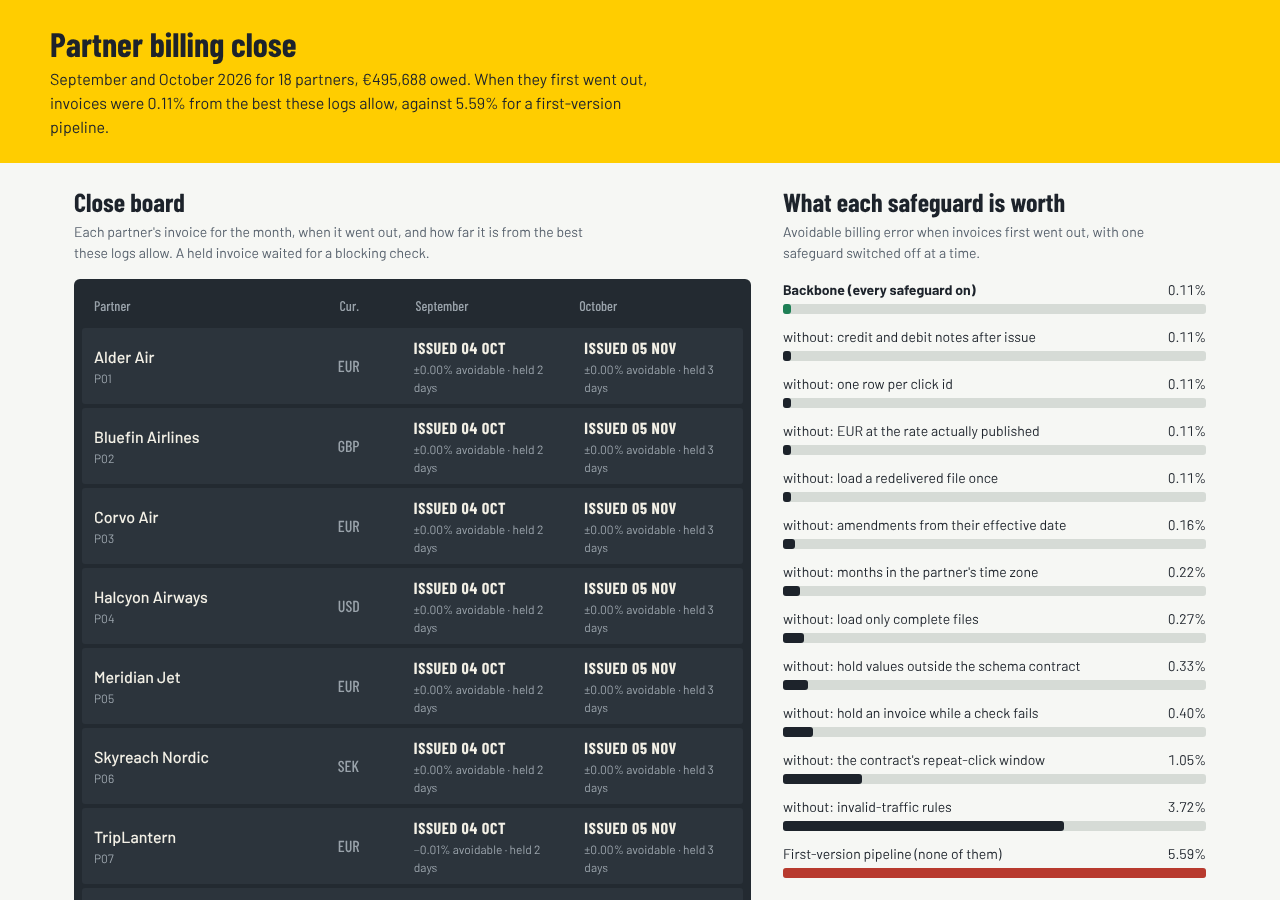 Partner billing close
September and October 2026 for 18 partners, €495,688 owed. When they first went out,
invoices were 0.11% from the best these logs allow, against 5.59% for a first-version
pipeline.
Close board
Each partner's invoice for the month, when it went out, and how far it is from the best
these logs allow. A held invoice waited for a blocking check.
Partner Cur. September October
Alder Air
P01
EUR
ISSUED 04 OCT
±0.00% avoidable · held 2
days
ISSUED 05 NOV
±0.00% avoidable · held 3
days
Bluefin Airlines
P02
GBP
ISSUED 04 OCT
±0.00% avoidable · held 2
days
ISSUED 05 NOV
±0.00% avoidable · held 3
days
Corvo Air
P03
EUR
ISSUED 04 OCT
±0.00% avoidable · held 2
days
ISSUED 05 NOV
±0.00% avoidable · held 3
days
Halcyon Airways
P04
USD
ISSUED 04 OCT
±0.00% avoidable · held 2
days
ISSUED 05 NOV
±0.00% avoidable · held 3
days
Meridian Jet
P05
EUR
ISSUED 04 OCT
±0.00% avoidable · held 2
days
ISSUED 05 NOV
±0.00% avoidable · held 3
days
Skyreach Nordic
P06
SEK
ISSUED 04 OCT
±0.00% avoidable · held 2
days
ISSUED 05 NOV
±0.00% avoidable · held 3
days
TripLantern
P07
EUR
ISSUED 04 OCT
−0.01% avoidable · held 2
days
ISSUED 05 NOV
±0.00% avoidable · held 3
days
What each safeguard is worth
Avoidable billing error when invoices first went out, with one
safeguard switched off at a time.
Backbone (every safeguard on) 0.11%
without: credit and debit notes after issue 0.11%
without: one row per click id 0.11%
without: EUR at the rate actually published 0.11%
without: load a redelivered file once 0.11%
without: amendments from their effective date 0.16%
without: months in the partner's time zone 0.22%
without: load only complete files 0.27%
without: hold values outside the schema contract 0.33%
without: hold an invoice while a check fails 0.40%
without: the contract's repeat-click window 1.05%
without: invalid-traffic rules 3.72%
First-version pipeline (none of them) 5.59%